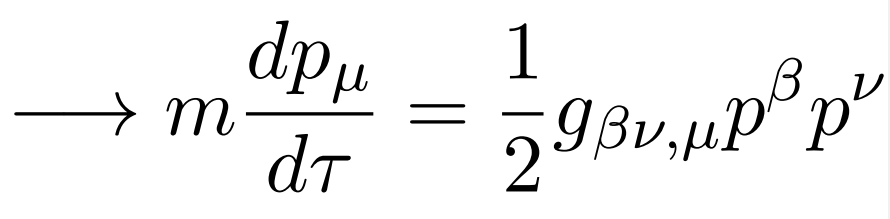 ⟶ m dp_μ/dτ = 1/2 g_{βν,μ} p^β p^ν